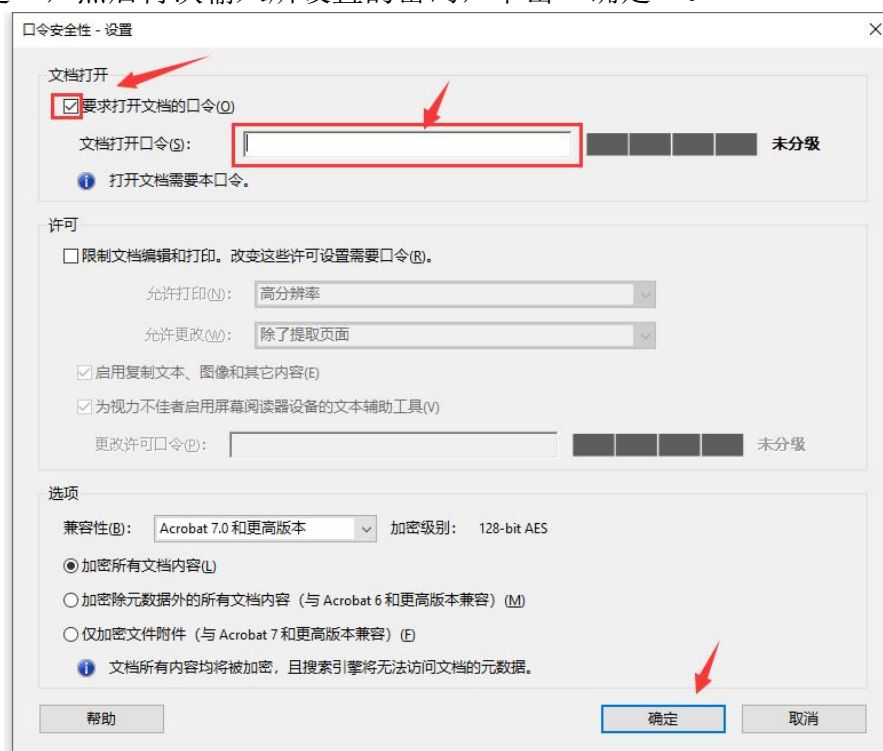 口令安全性 - 设置
文档打开
要求打开文档的口令(O)
文档打开口令(S):
未分级
打开文档需要本口令。
许可
限制文档编辑和打印。改变这些许可设置需要口令(R)。
允许打印(N): 高分辨率
允许更改(W): 除了提取页面
启用复制文本、图像和其它内容(E)
为视力不佳者启用屏幕阅读器设备的文本辅助工具(V)
更改许可口令(P): 未分级
选项
兼容性(B): Acrobat 7.0 和更高版本 加密级别: 128-bit AES
加密所有文档内容(L)
加密除元数据外的所有文档内容（与 Acrobat 6 和更高版本兼容）(M)
仅加密文件附件（与 Acrobat 7 和更高版本兼容）(F)
文档所有内容均将被加密，且搜索引擎将无法访问文档的元数据。
帮助 确定 取消